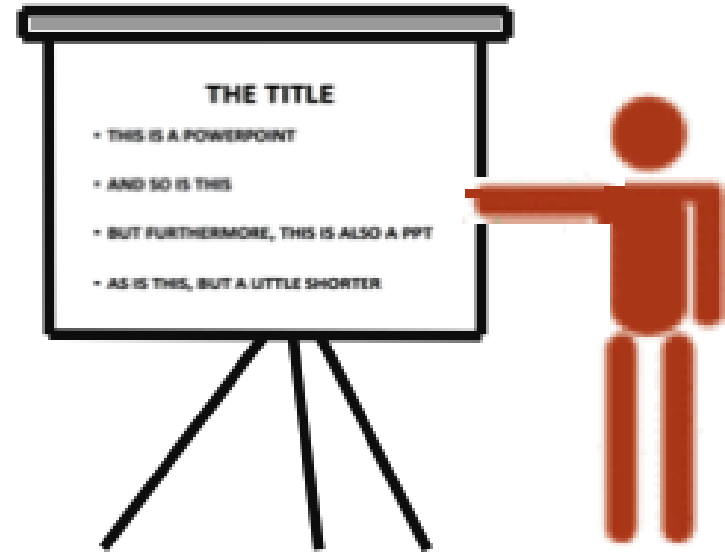 THE TITLE
• THIS IS A POWERPOINT
• AND SO IS THIS
• BUT FURTHERMORE, THIS IS ALSO A PPT
• AS IS THIS, BUT A LITTLE SHORTER